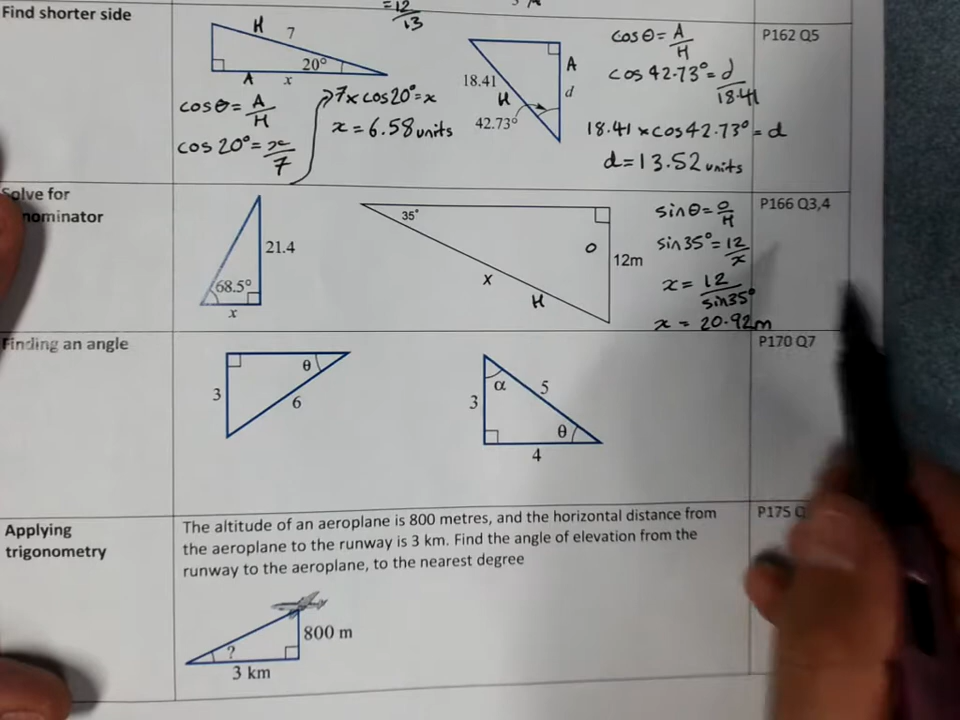 = 12/13
Find shorter side
H
7
20°
A
x
cosθ = A/H
cos 20° = x/7
7 x cos20° = x
x = 6.58 units
18.41
H
42.73°
A
d
cosθ = A/H
cos 42.73° = d/18.41
18.41 x cos 42.73° = d
d = 13.52 units
P162 Q5
Solve for
nominator
21.4
68.5°
x
35°
O
12m
x
H
sinθ = O/H
sin 35° = 12/x
x = 12/sin35°
x = 20.92m
P166 Q3,4
Finding an angle
3
θ
6
α
5
3
θ
4
P170 Q7
Applying
trigonometry
The altitude of an aeroplane is 800 metres, and the horizontal distance from
the aeroplane to the runway is 3 km. Find the angle of elevation from the
runway to the aeroplane, to the nearest degree
800 m
?
3 km
P175 Q